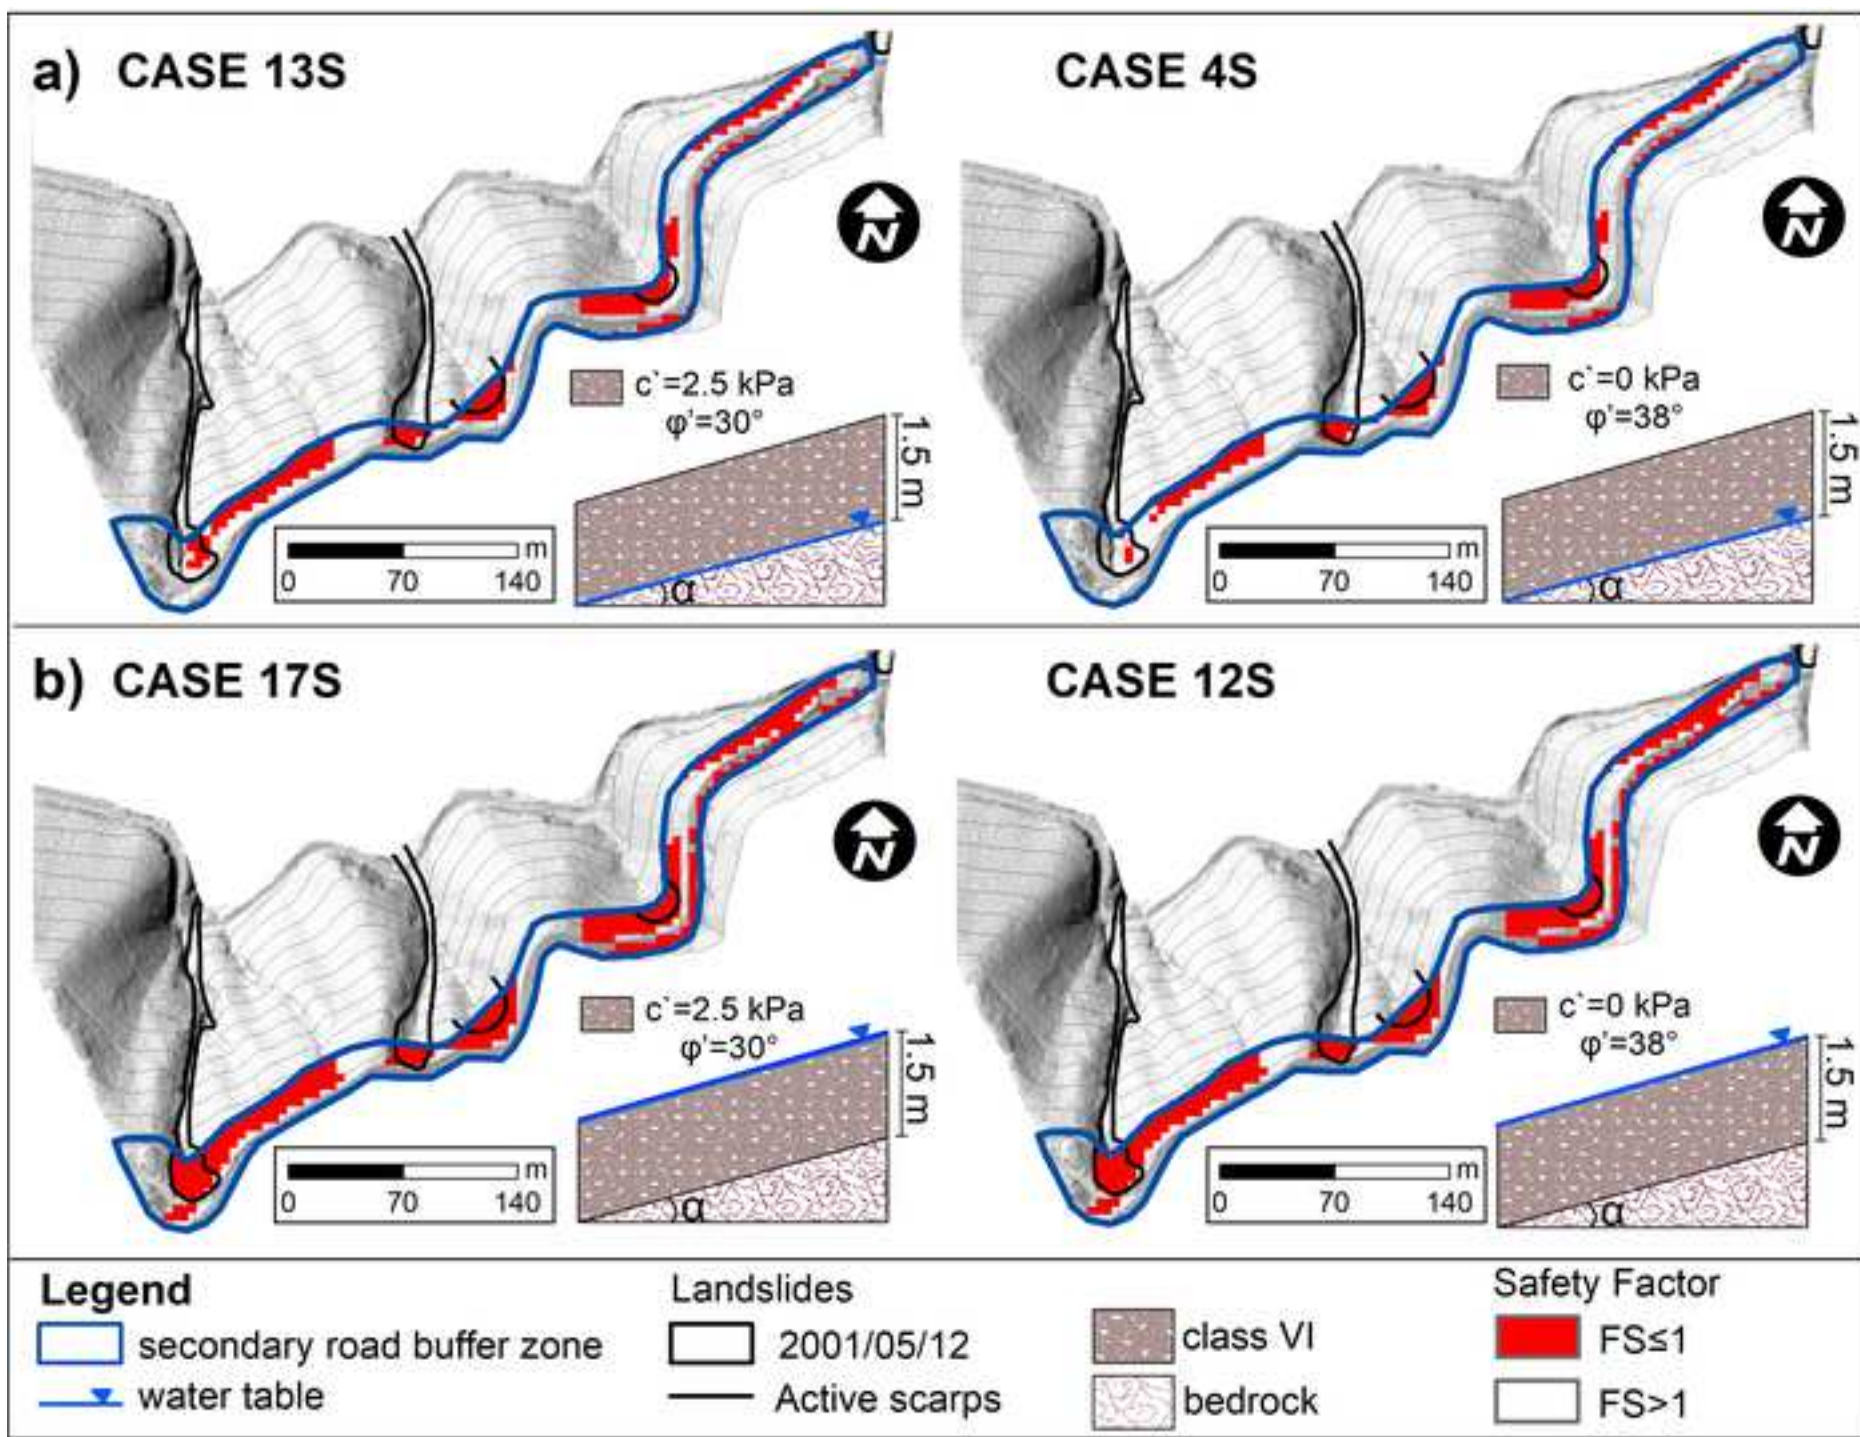 a) CASE 13S
CASE 4S
N
N
c`=2.5 kPa
φ'=30°
1.5 m
α
m
0 70 140
c`=0 kPa
φ'=38°
1.5 m
α
m
0 70 140
b) CASE 17S
CASE 12S
N
N
c`=2.5 kPa
φ'=30°
1.5 m
α
m
0 70 140
c`=0 kPa
φ'=38°
1.5 m
α
m
0 70 140
Legend
secondary road buffer zone
water table
Landslides
2001/05/12
Active scarps
class VI
bedrock
Safety Factor
FS≤1
FS>1